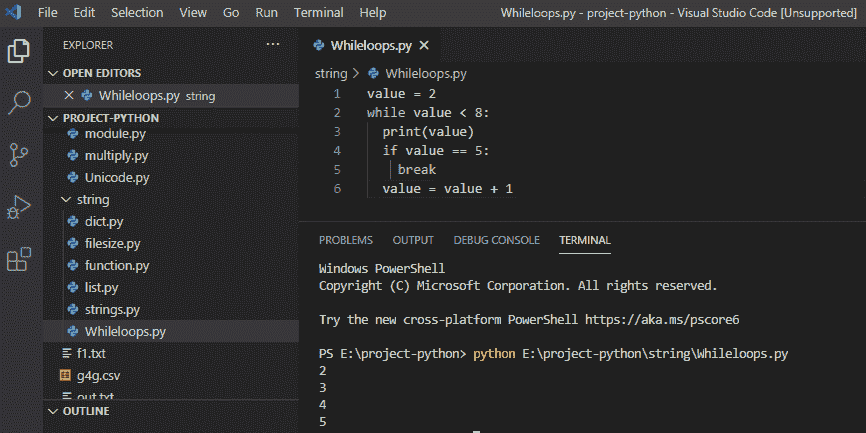 File Edit Selection View Go Run Terminal Help
Whileloops.py - project-python - Visual Studio Code [Unsupported]
EXPLORER
OPEN EDITORS
Whileloops.py string
PROJECT-PYTHON
module.py
multiply.py
Unicode.py
string
dict.py
filesize.py
function.py
list.py
strings.py
Whileloops.py
f1.txt
g4g.csv
out.txt
OUTLINE
Whileloops.py
string > Whileloops.py
1 value = 2
2 while value < 8:
3 print(value)
4 if value == 5:
5 break
6 value = value + 1
PROBLEMS OUTPUT DEBUG CONSOLE TERMINAL
Windows PowerShell
Copyright (C) Microsoft Corporation. All rights reserved.
Try the new cross-platform PowerShell https://aka.ms/pscore6
PS E:\project-python> python E:\project-python\string\Whileloops.py
2
3
4
5